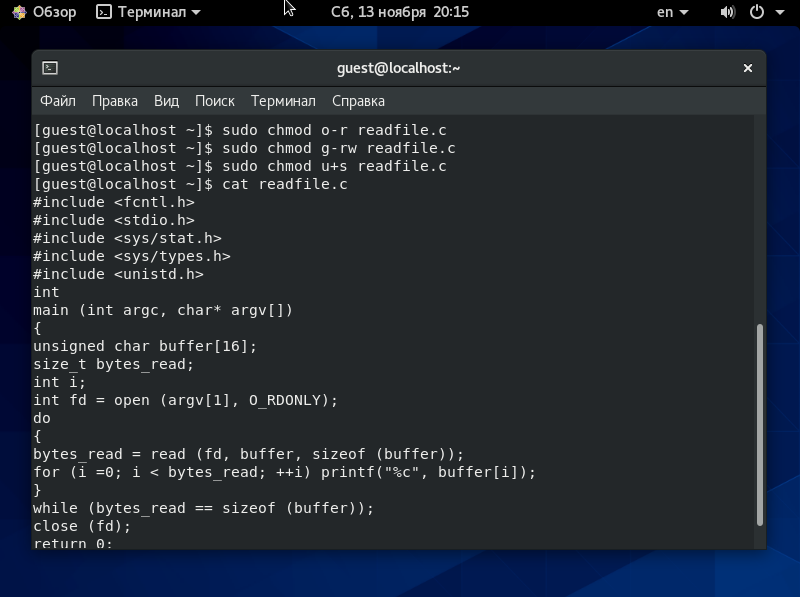 Обзор Терминал Сб, 13 ноября 20:15 en
guest@localhost:~
Файл Правка Вид Поиск Терминал Справка
[guest@localhost ~]$ sudo chmod o-r readfile.c
[guest@localhost ~]$ sudo chmod g-rw readfile.c
[guest@localhost ~]$ sudo chmod u+s readfile.c
[guest@localhost ~]$ cat readfile.c
#include <fcntl.h>
#include <stdio.h>
#include <sys/stat.h>
#include <sys/types.h>
#include <unistd.h>
int
main (int argc, char* argv[])
{
unsigned char buffer[16];
size_t bytes_read;
int i;
int fd = open (argv[1], O_RDONLY);
do
{
bytes_read = read (fd, buffer, sizeof (buffer));
for (i =0; i < bytes_read; ++i) printf("%c", buffer[i]);
}
while (bytes_read == sizeof (buffer));
close (fd);
return 0;